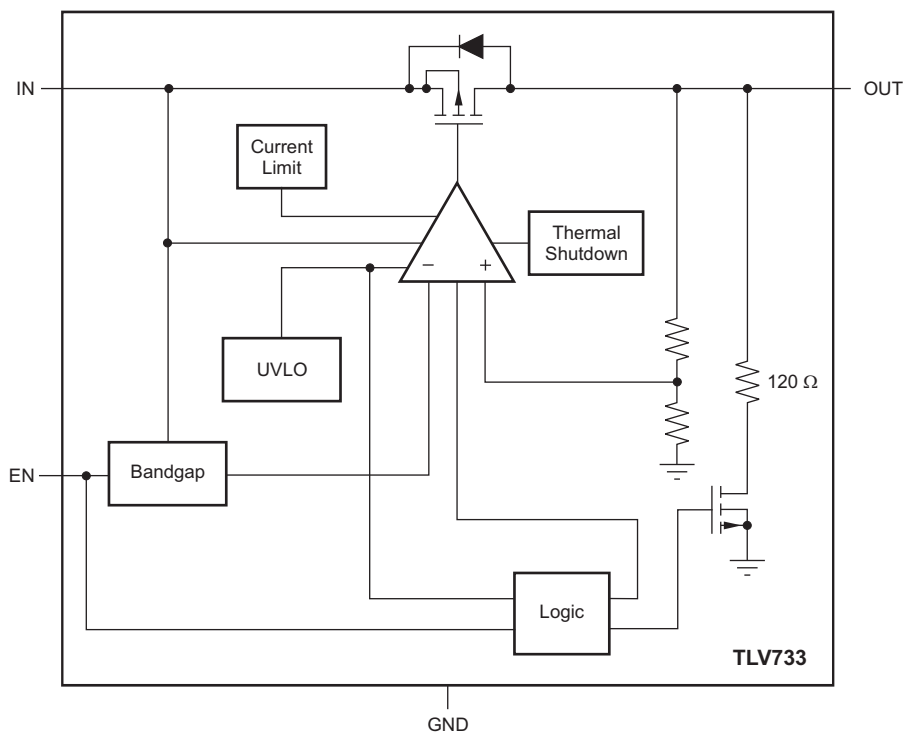 IN
OUT
Current
Limit
Thermal
Shutdown
−
+
UVLO
120 Ω
EN
Bandgap
Logic
TLV733
GND